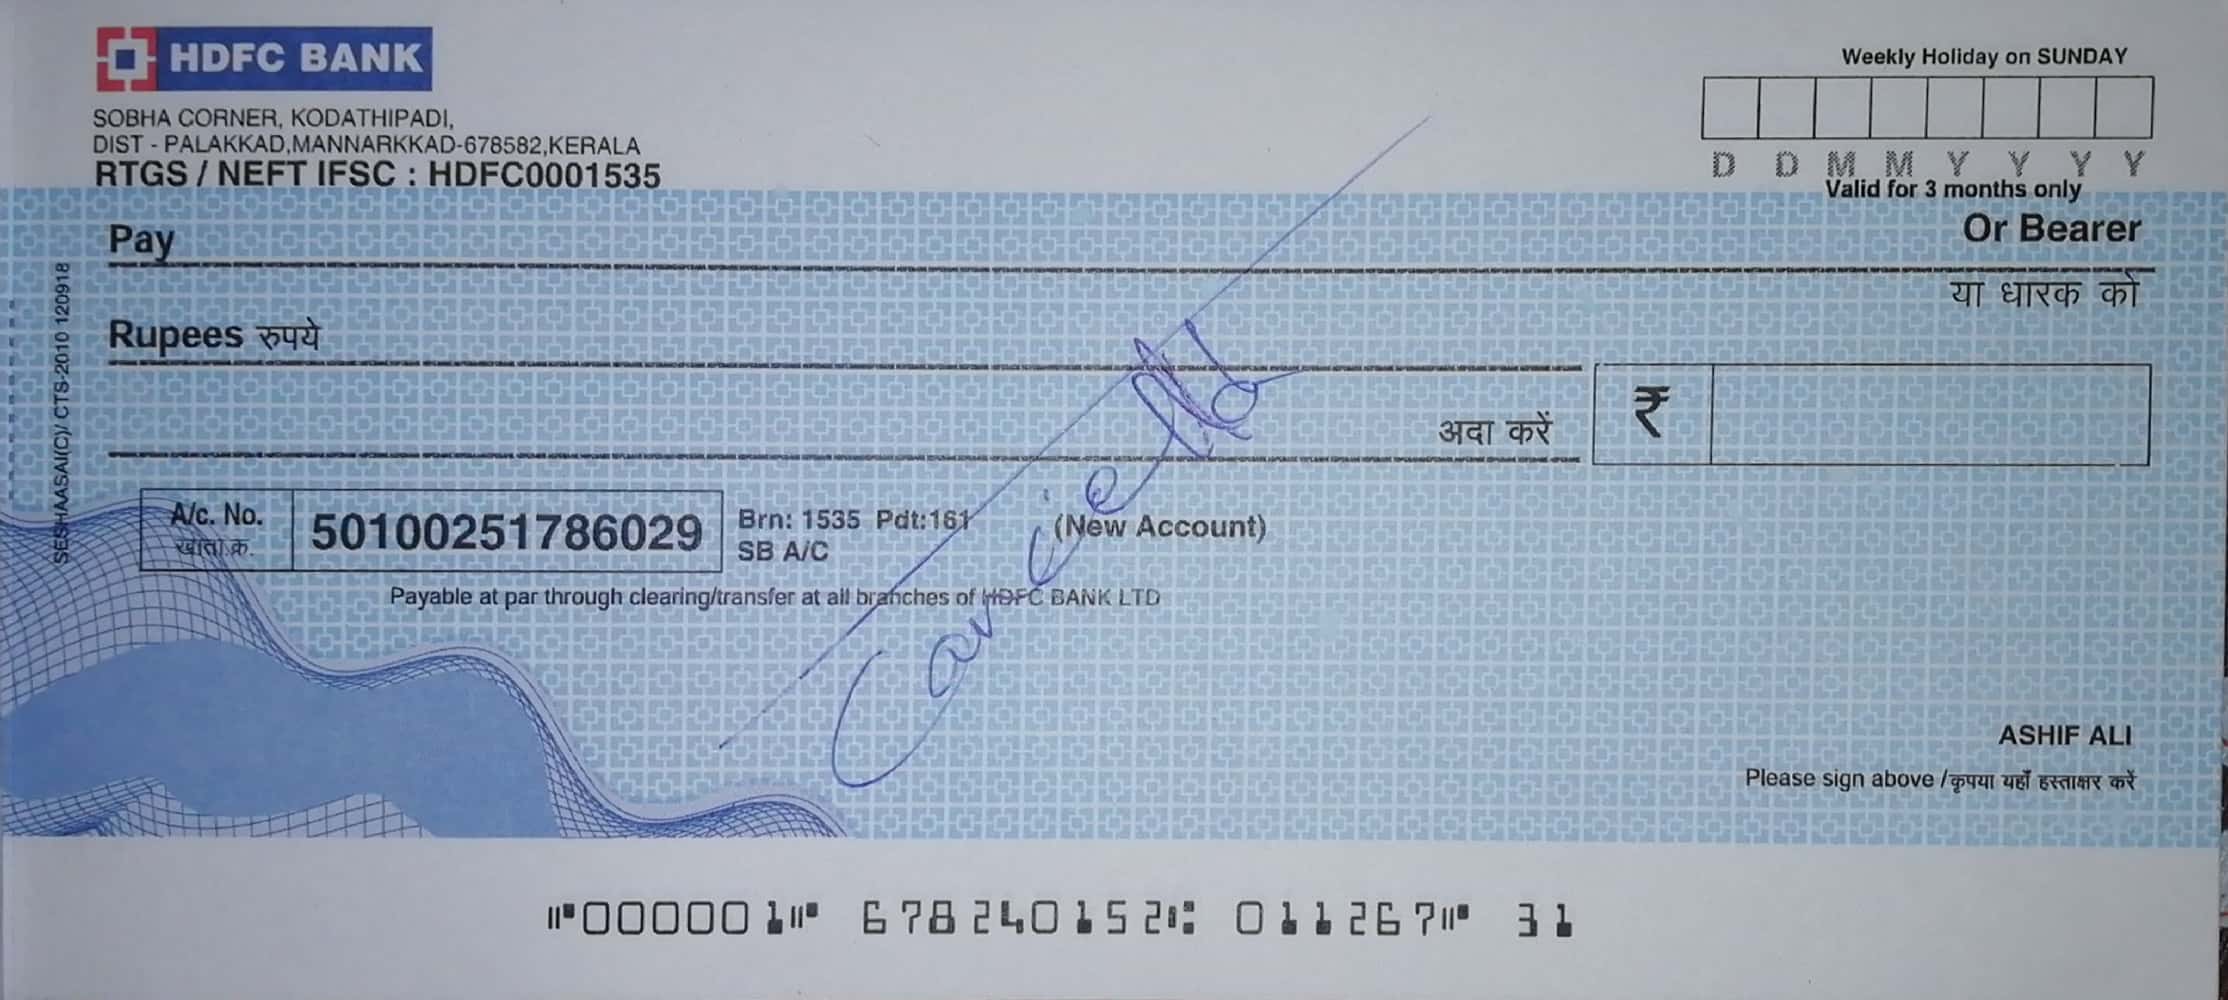 HDFC BANK
SOBHA CORNER, KODATHIPADI,
DIST - PALAKKAD,MANNARKKAD-678582,KERALA
RTGS / NEFT IFSC : HDFC0001535
Weekly Holiday on SUNDAY
D D M M Y Y Y Y
Valid for 3 months only
Pay
Or Bearer
या धारक को
Rupees रुपये
अदा करें
₹
A/c. No.
खाता क्र.
50100251786029
Brn: 1535 Pdt:161
SB A/C
(New Account)
Payable at par through clearing/transfer at all branches of HDFC BANK LTD
SESHAASAI(C)/ CTS-2010 120918
ASHIF ALI
Please sign above / कृपया यहाँ हस्ताक्षर करें
⑈000001⑈ 678240152⑆ 011267⑈ 31